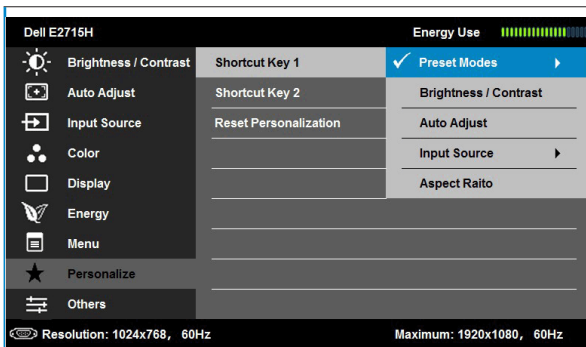 Dell E2715H Energy Use
Brightness / Contrast Shortcut Key 1 Preset Modes
Auto Adjust Shortcut Key 2 Brightness / Contrast
Input Source Reset Personalization Auto Adjust
Color Input Source
Display Aspect Raito
Energy
Menu
Personalize
Others
Resolution: 1024x768, 60Hz Maximum: 1920x1080, 60Hz